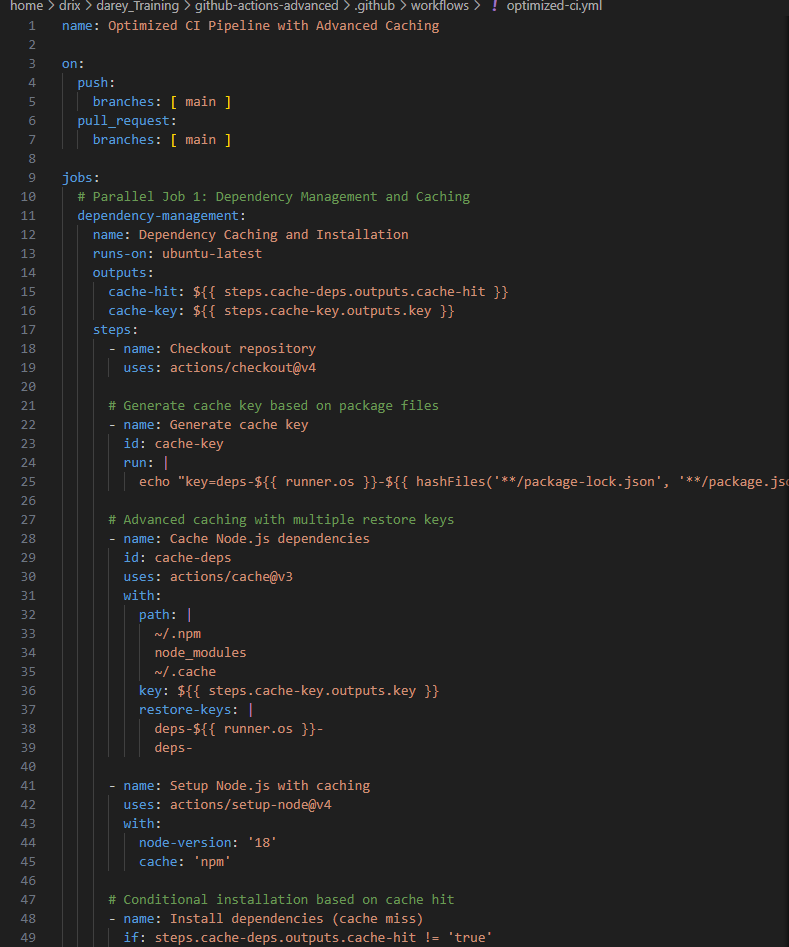 home > drix > darey_Training > github-actions-advanced > .github > workflows > ! optimized-ci.yml
1 name: Optimized CI Pipeline with Advanced Caching
2
3 on:
4   push:
5     branches: [ main ]
6   pull_request:
7     branches: [ main ]
8
9 jobs:
10   # Parallel Job 1: Dependency Management and Caching
11   dependency-management:
12     name: Dependency Caching and Installation
13     runs-on: ubuntu-latest
14     outputs:
15       cache-hit: ${{ steps.cache-deps.outputs.cache-hit }}
16       cache-key: ${{ steps.cache-key.outputs.key }}
17     steps:
18       - name: Checkout repository
19         uses: actions/checkout@v4
20
21       # Generate cache key based on package files
22       - name: Generate cache key
23         id: cache-key
24         run: |
25           echo "key=deps-${{ runner.os }}-${{ hashFiles('**/package-lock.json', '**/package.jso
26
27       # Advanced caching with multiple restore keys
28       - name: Cache Node.js dependencies
29         id: cache-deps
30         uses: actions/cache@v3
31         with:
32           path: |
33             ~/.npm
34             node_modules
35             ~/.cache
36           key: ${{ steps.cache-key.outputs.key }}
37           restore-keys: |
38             deps-${{ runner.os }}-
39             deps-
40
41       - name: Setup Node.js with caching
42         uses: actions/setup-node@v4
43         with:
44           node-version: '18'
45           cache: 'npm'
46
47       # Conditional installation based on cache hit
48       - name: Install dependencies (cache miss)
49         if: steps.cache-deps.outputs.cache-hit != 'true'